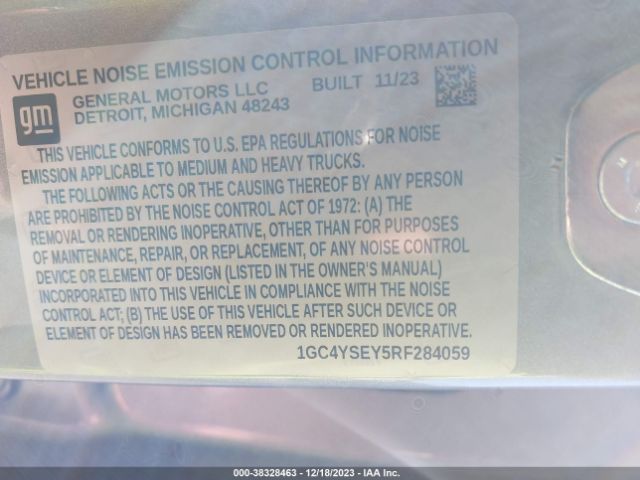 VEHICLE NOISE EMISSION CONTROL INFORMATION
gm
GENERAL MOTORS LLC BUILT 11/23
DETROIT, MICHIGAN 48243
THIS VEHICLE CONFORMS TO U.S. EPA REGULATIONS FOR NOISE
EMISSION APPLICABLE TO MEDIUM AND HEAVY TRUCKS.
THE FOLLOWING ACTS OR THE CAUSING THEREOF BY ANY PERSON
ARE PROHIBITED BY THE NOISE CONTROL ACT OF 1972: (A) THE
REMOVAL OR RENDERING INOPERATIVE, OTHER THAN FOR PURPOSES
OF MAINTENANCE, REPAIR, OR REPLACEMENT, OF ANY NOISE CONTROL
DEVICE OR ELEMENT OF DESIGN (LISTED IN THE OWNER'S MANUAL)
INCORPORATED INTO THIS VEHICLE IN COMPLIANCE WITH THE NOISE
CONTROL ACT; (B) THE USE OF THIS VEHICLE AFTER SUCH DEVICE OR
ELEMENT OF DESIGN HAS BEEN REMOVED OR RENDERED INOPERATIVE.
1GC4YSEY5RF284059
000-38328463 - 12/18/2023 - IAA Inc.